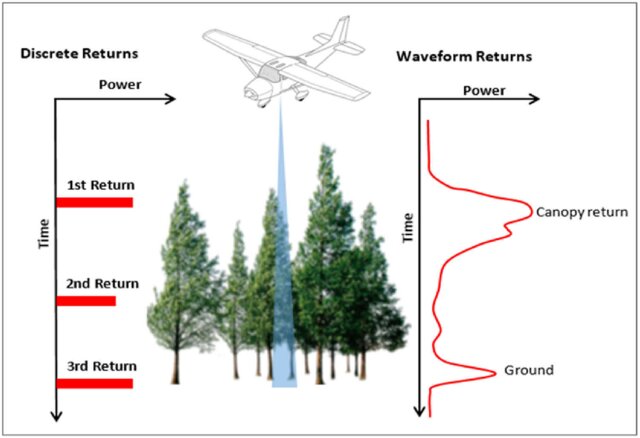 Discrete Returns
Power
1st Return
2nd Return
3rd Return
Time
Waveform Returns
Power
Time
Canopy return
Ground